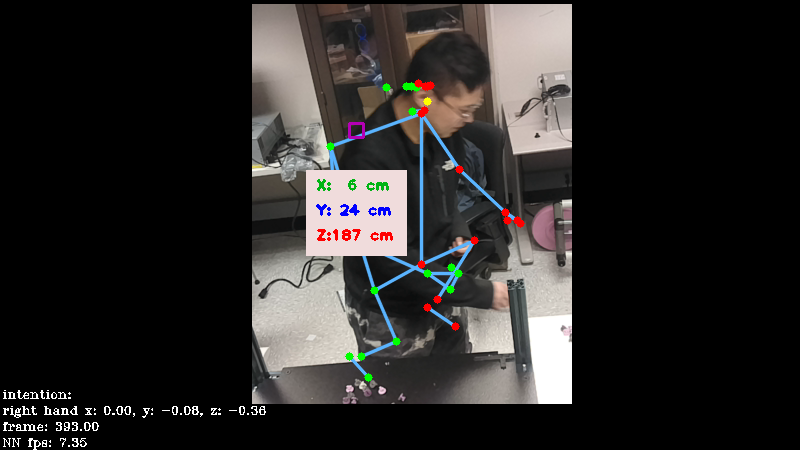 X: 6 cm
Y: 24 cm
Z:187 cm
intention:
right hand x: 0.00, y: -0.08, z: -0.36
frame: 393.00
NN fps: 7.35